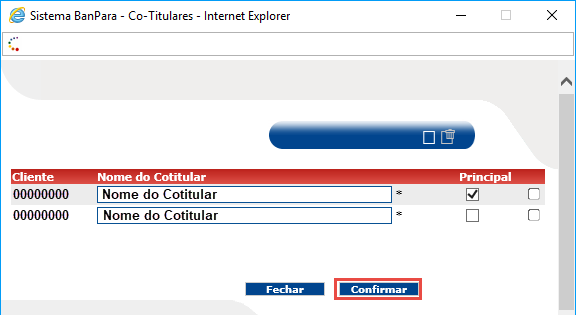 Sistema BanPara - Co-Titulares - Internet Explorer
Cliente Nome do Cotitular Principal
00000000 Nome do Cotitular *
00000000 Nome do Cotitular *
Fechar Confirmar